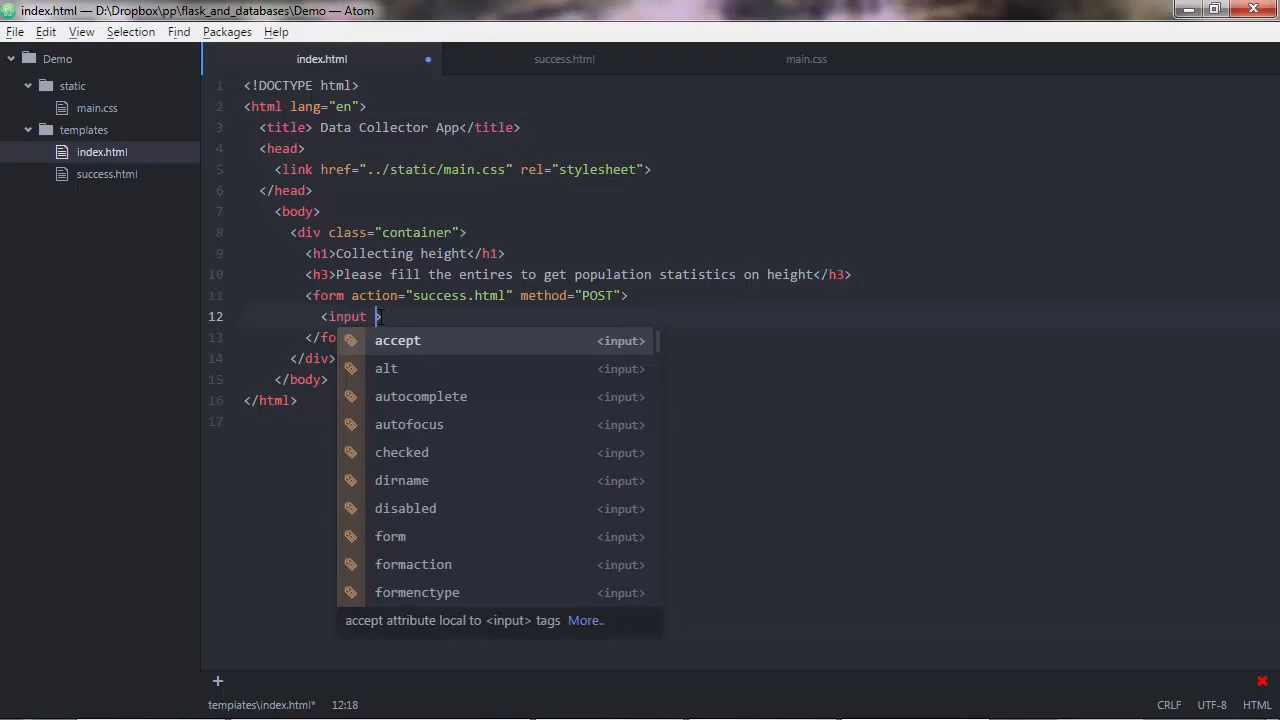 index.html — D:\Dropbox\pp\flask_and_databases\Demo — Atom
File Edit View Selection Find Packages Help
Demo
static
main.css
templates
index.html
success.html
index.html success.html main.css
1 <!DOCTYPE html>
2 <html lang="en">
3 <title> Data Collector App</title>
4 <head>
5 <link href="../static/main.css" rel="stylesheet">
6 </head>
7 <body>
8 <div class="container">
9 <h1>Collecting height</h1>
10 <h3>Please fill the entires to get population statistics on height</h3>
11 <form action="success.html" method="POST">
12 <input >
13 </fo
14 </div>
15 </body>
16 </html>
17
accept <input>
alt <input>
autocomplete <input>
autofocus <input>
checked <input>
dirname <input>
disabled <input>
form <input>
formaction <input>
formenctype <input>
accept attribute local to <input> tags More..
+
templates\index.html* 12:18 CRLF UTF-8 HTML